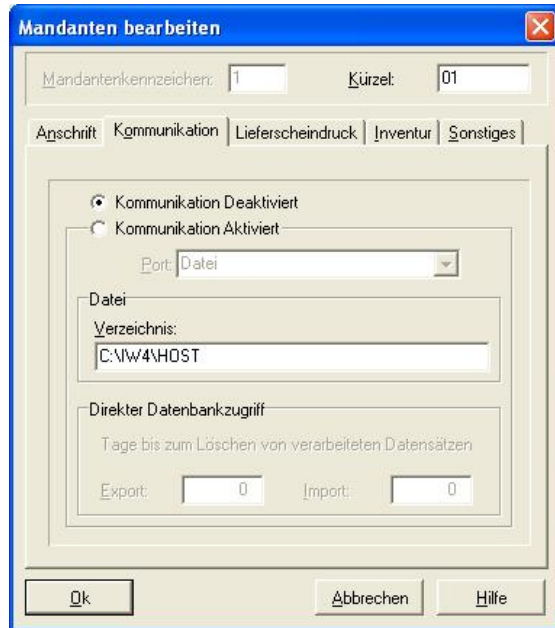 Mandanten bearbeiten
Mandantenkennzeichen: 1 Kürzel: 01
Anschrift Kommunikation Lieferscheindruck Inventur Sonstiges
Kommunikation Deaktiviert
Kommunikation Aktiviert
Port: Datei
Datei
Verzeichnis:
C:\IW4\HOST
Direkter Datenbankzugriff
Tage bis zum Löschen von verarbeiteten Datensätzen
Export: 0 Import: 0
Ok Abbrechen Hilfe